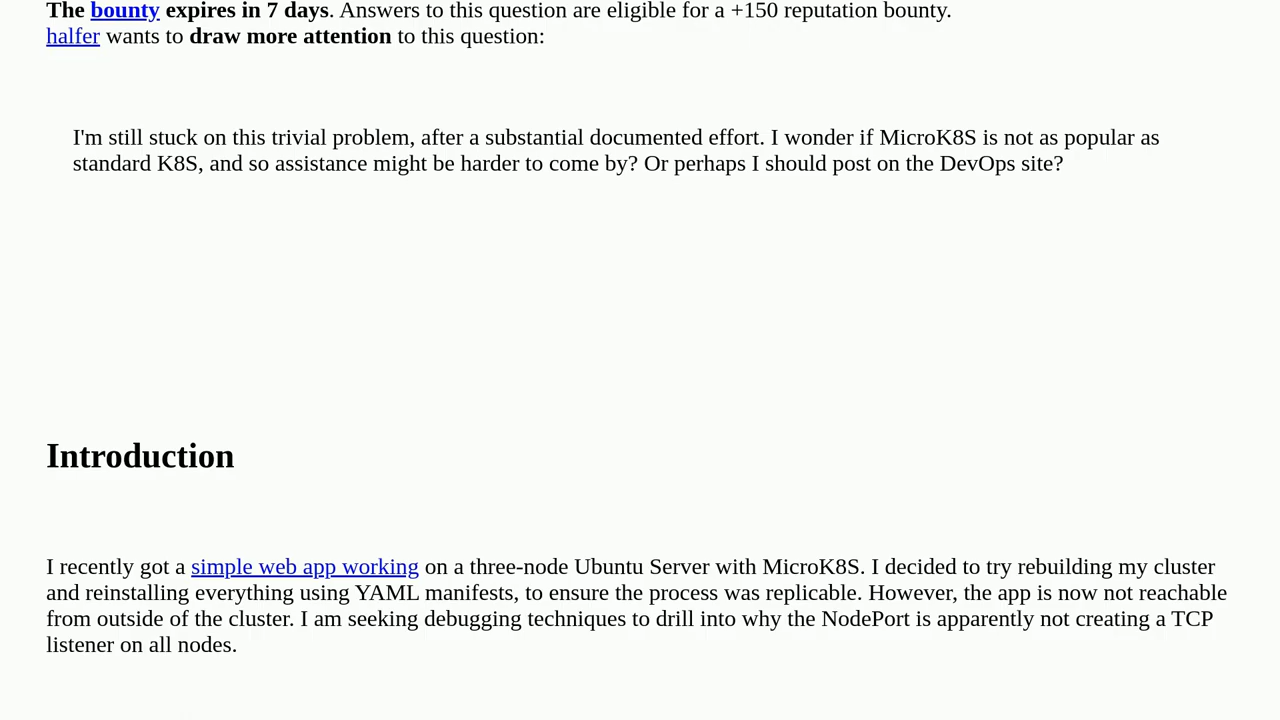 The bounty expires in 7 days. Answers to this question are eligible for a +150 reputation bounty.
halfer wants to draw more attention to this question:
I'm still stuck on this trivial problem, after a substantial documented effort. I wonder if MicroK8S is not as popular as
standard K8S, and so assistance might be harder to come by? Or perhaps I should post on the DevOps site?
Introduction
I recently got a simple web app working on a three-node Ubuntu Server with MicroK8S. I decided to try rebuilding my cluster
and reinstalling everything using YAML manifests, to ensure the process was replicable. However, the app is now not reachable
from outside of the cluster. I am seeking debugging techniques to drill into why the NodePort is apparently not creating a TCP
listener on all nodes.